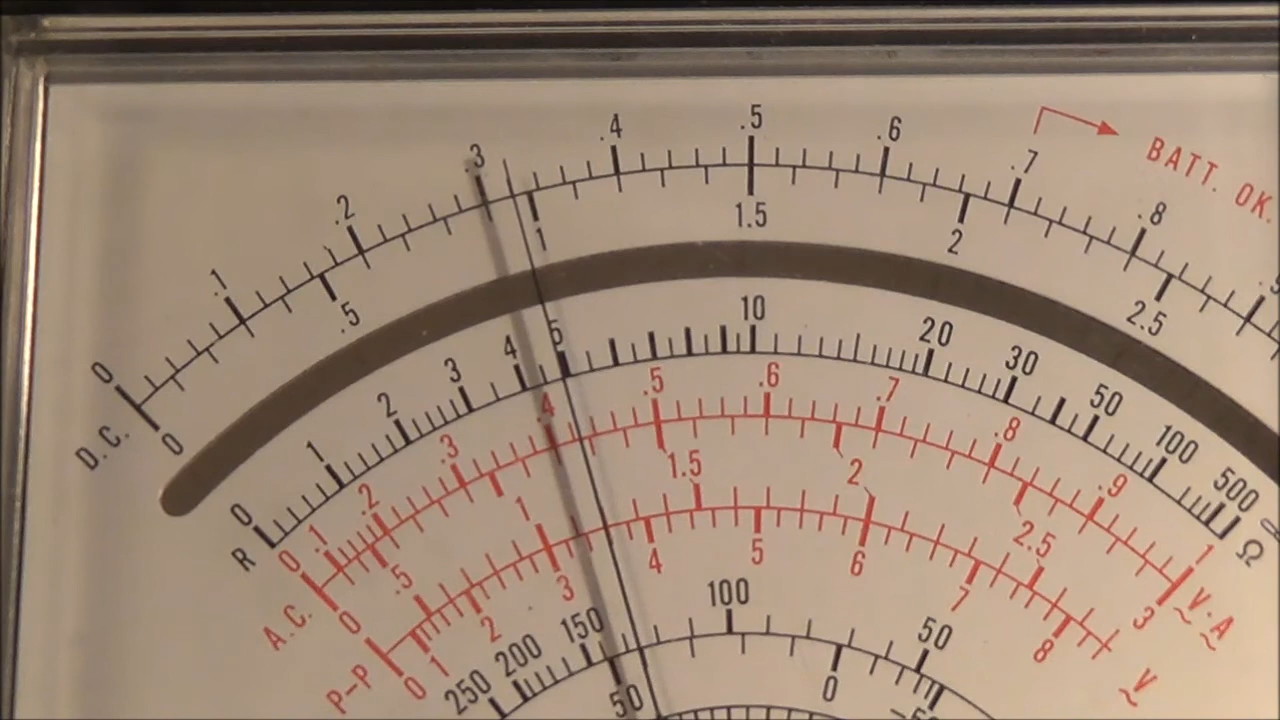 0 .1 .2 .3 .4 .5 .6 .7 BATT. OK.
.8
D.C. 0 .5 1 1.5 2 2.5
R 0 1 2 3 4 5 10 20 30 50 100 500 ∞ Ω
A.C. 0 .1 .2 .3 .4 .5 .6 .7 .8 .9 1 V·A
0 .5 1 1.5 2 2.5 3
P-P 0 1 2 3 4 5 6 7 8 V
250 200 150 100 50
50 0